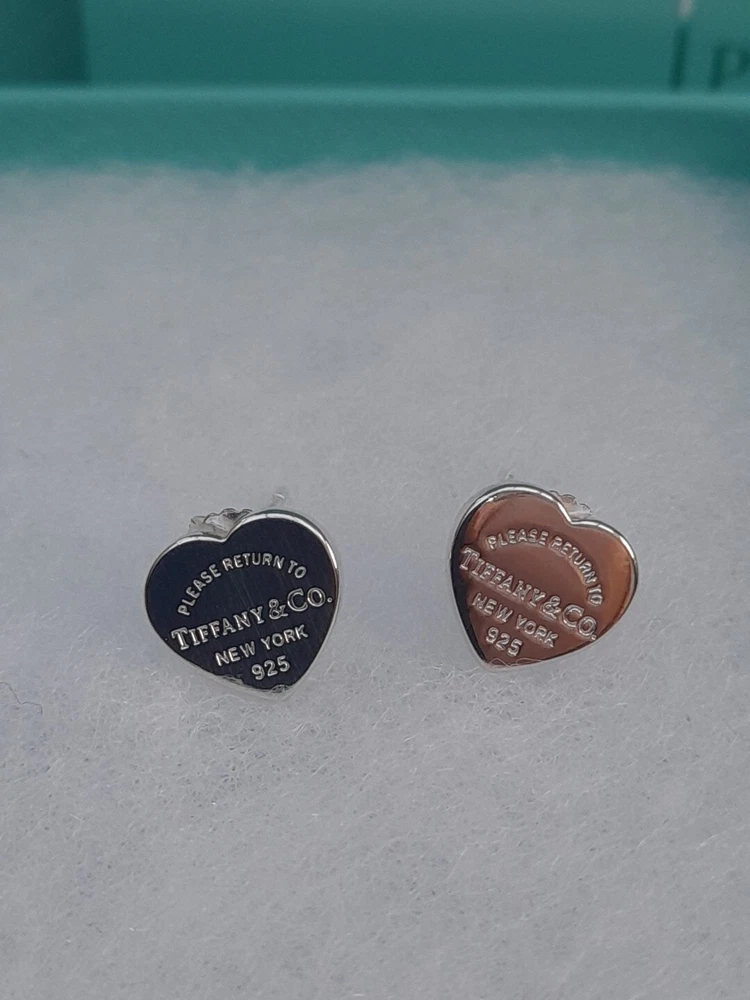 PLEASE RETURN TO
TIFFANY & CO.
NEW YORK
925
PLEASE RETURN TO
TIFFANY & CO.
NEW YORK
925